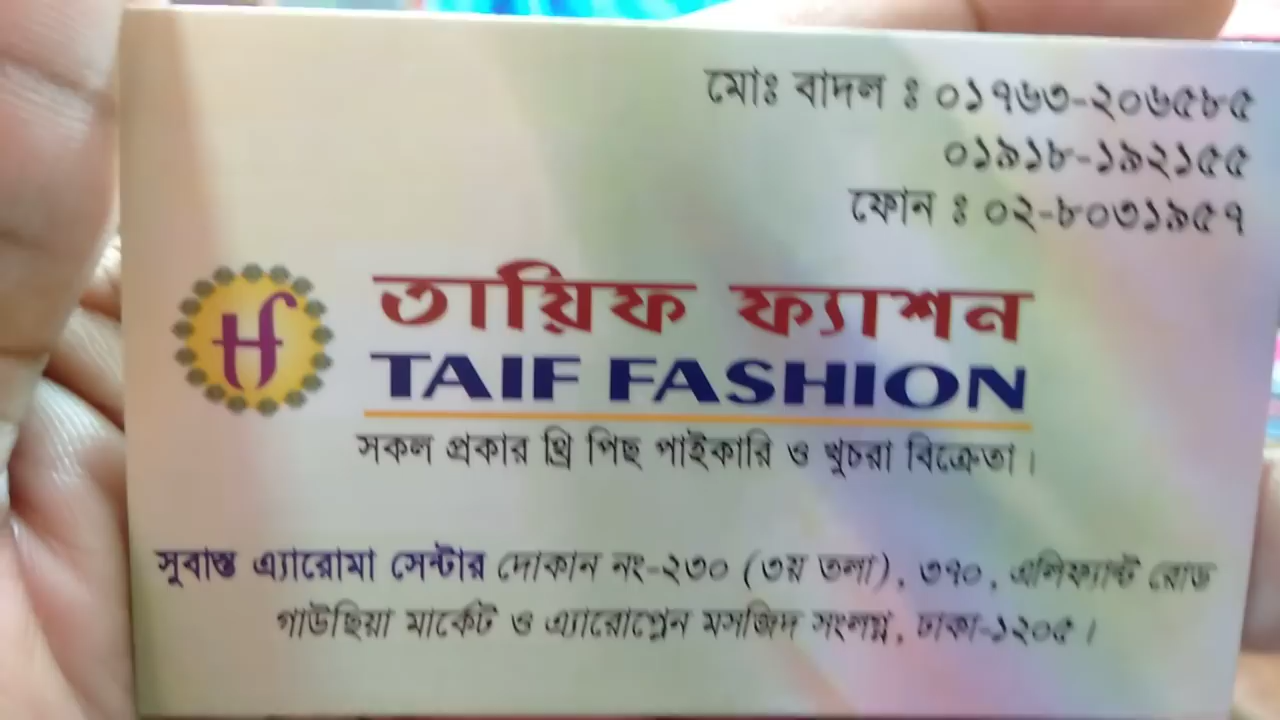 মোঃ বাদল ঃ ০১৭৬৩-২০৬৫৮৫
০১৯১৮-১৯২১৫৫
ফোন ঃ ০২-৮০৩১৯৫৭
তায়িফ ফ্যাশন
TAIF FASHION
সকল প্রকার থ্রি পিছ পাইকারি ও খুচরা বিক্রেতা।
সুবাস্ত এ্যারোমা সেন্টার দোকান নং-২৩০ (৩য় তলা), ৩৭০, এলিফ্যান্ট রোড
গাউছিয়া মার্কেট ও এ্যারোপ্লেন মসজিদ সংলগ্ন, ঢাকা-১২০৫।